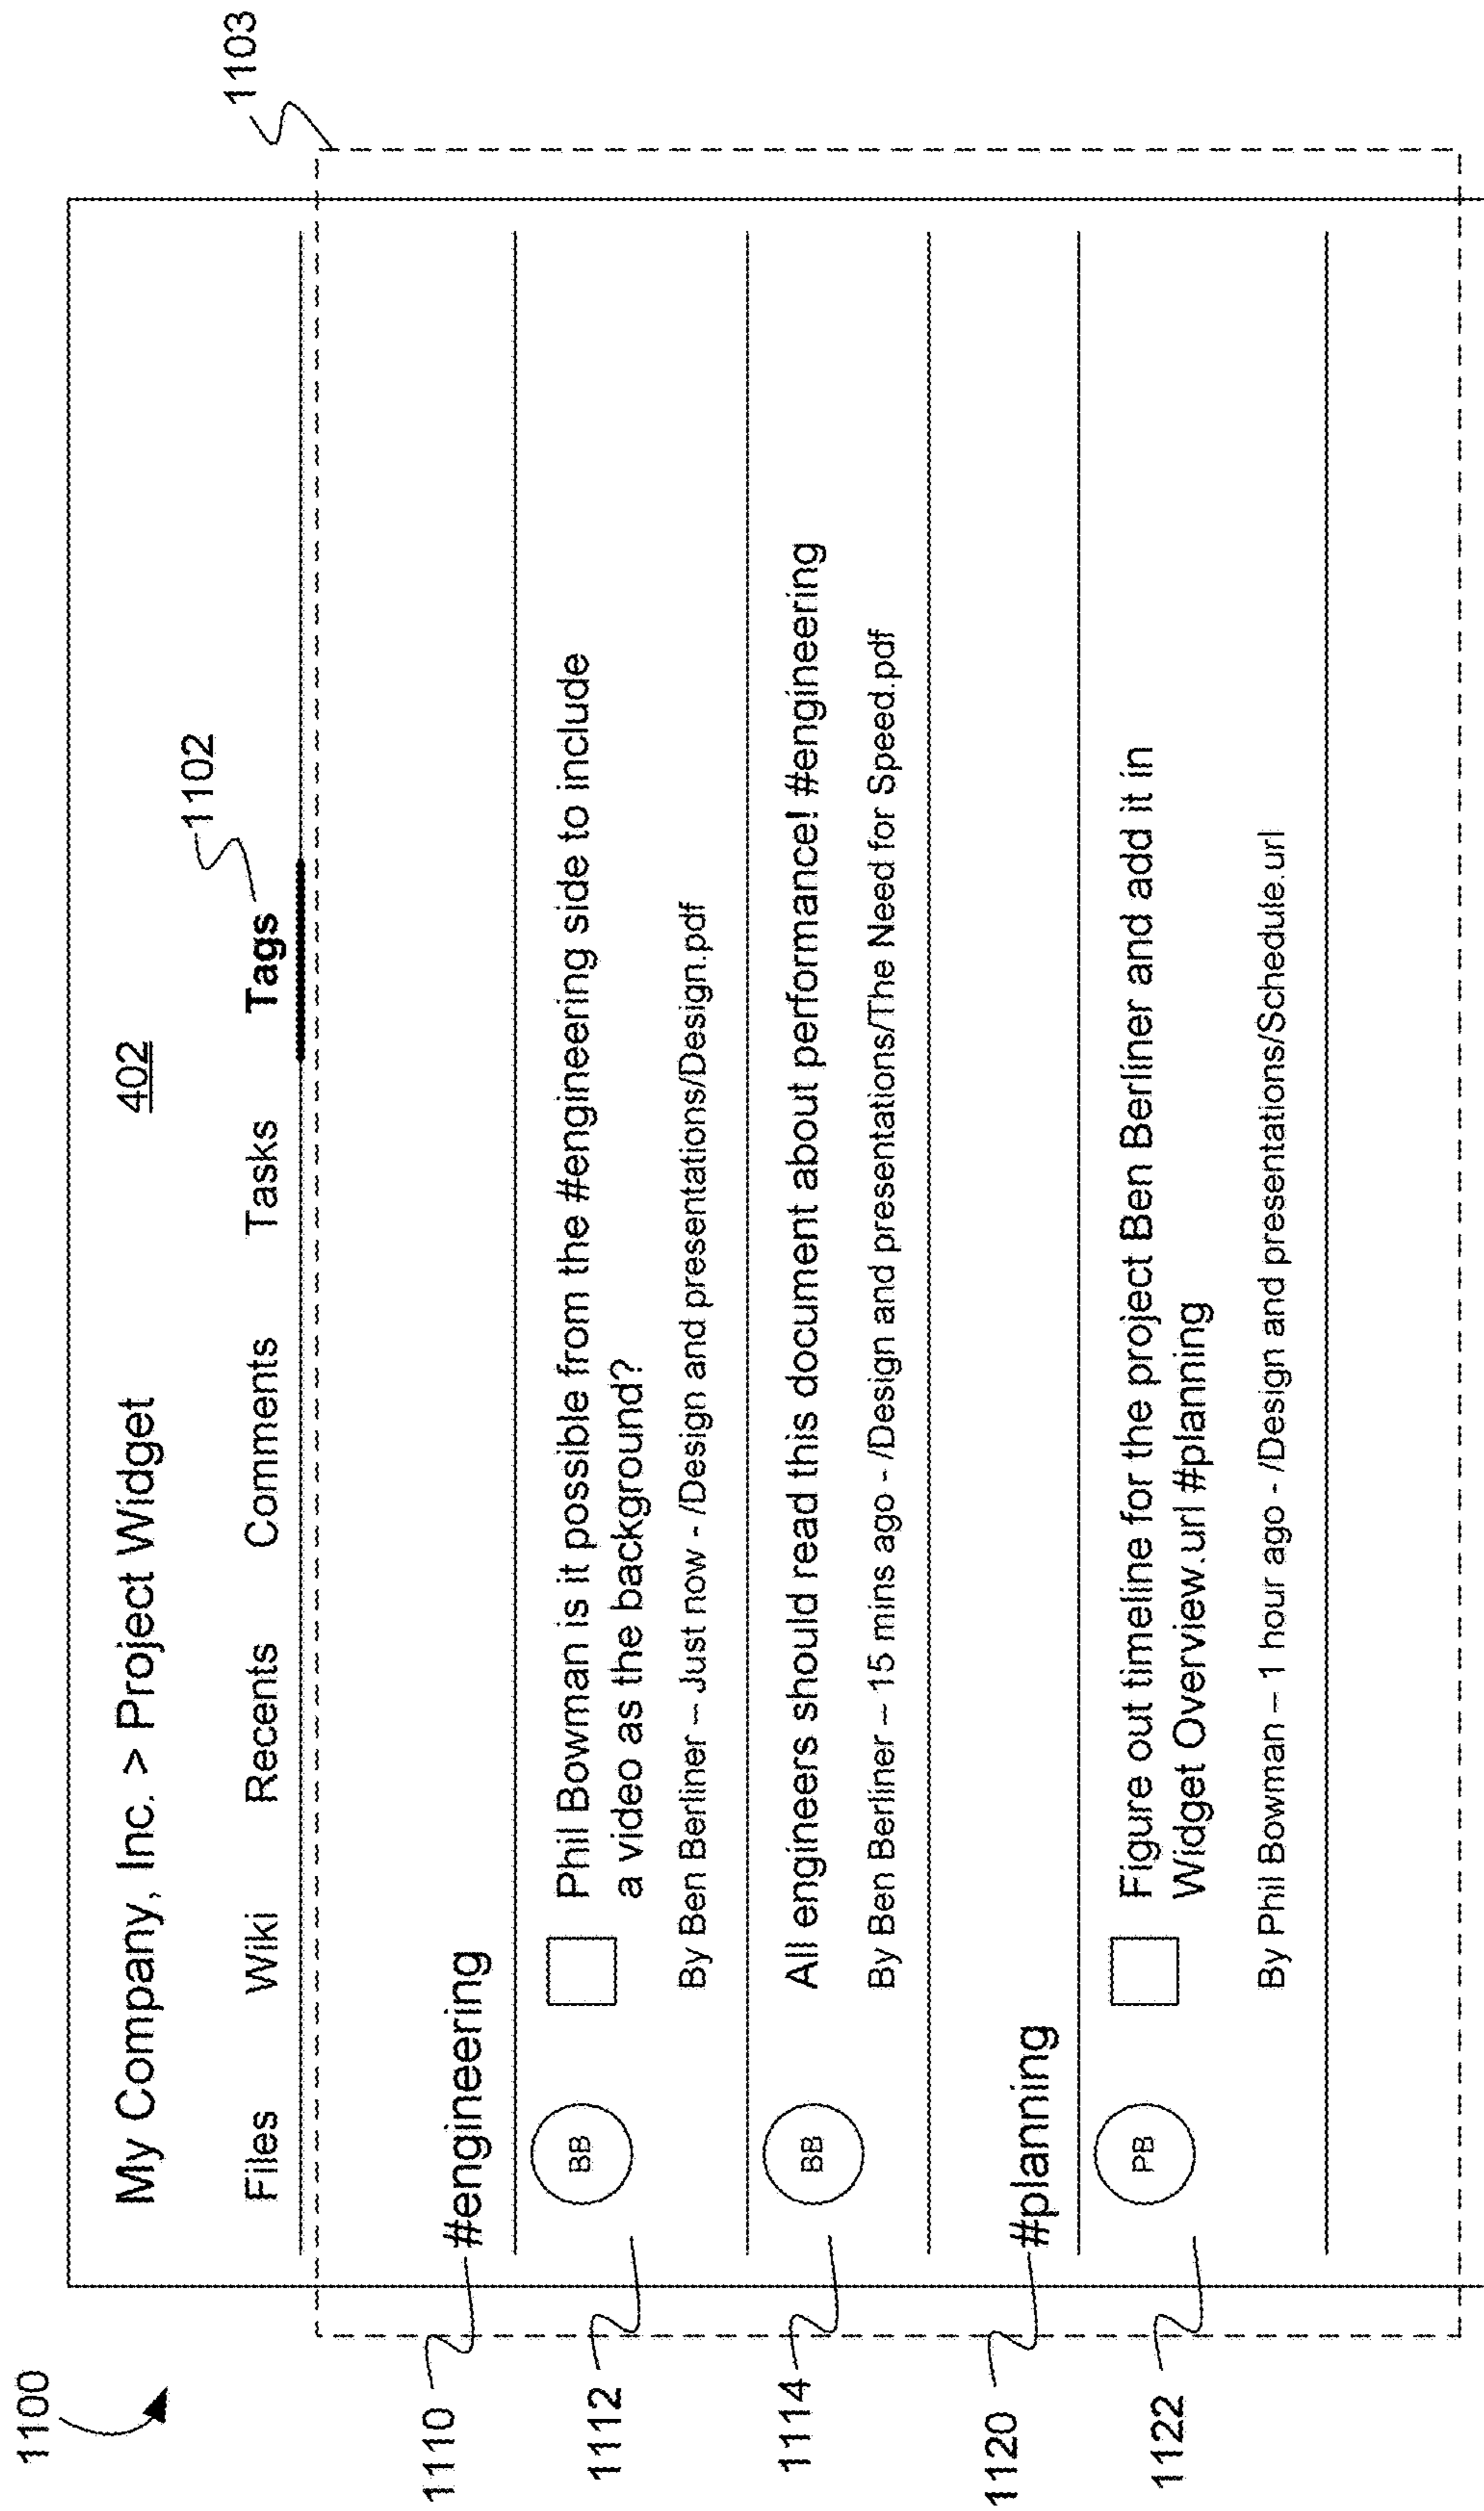 1100
1103
My Company, Inc. > Project Widget
402
1102
Files Wiki Recents Comments Tasks Tags
1110
#engineering
1112
BB
Phil Bowman is it possible from the #engineering side to include
a video as the background?
By Ben Berliner – Just now - /Design and presentations/Design.pdf
1114
BB
All engineers should read this document about performance! #engineering
By Ben Berliner – 15 mins ago - /Design and presentations/The Need for Speed.pdf
1120
#planning
1122
PB
Figure out timeline for the project Ben Berliner and add it in
Widget Overview.url #planning
By Phil Bowman – 1 hour ago - /Design and presentations/Schedule.url